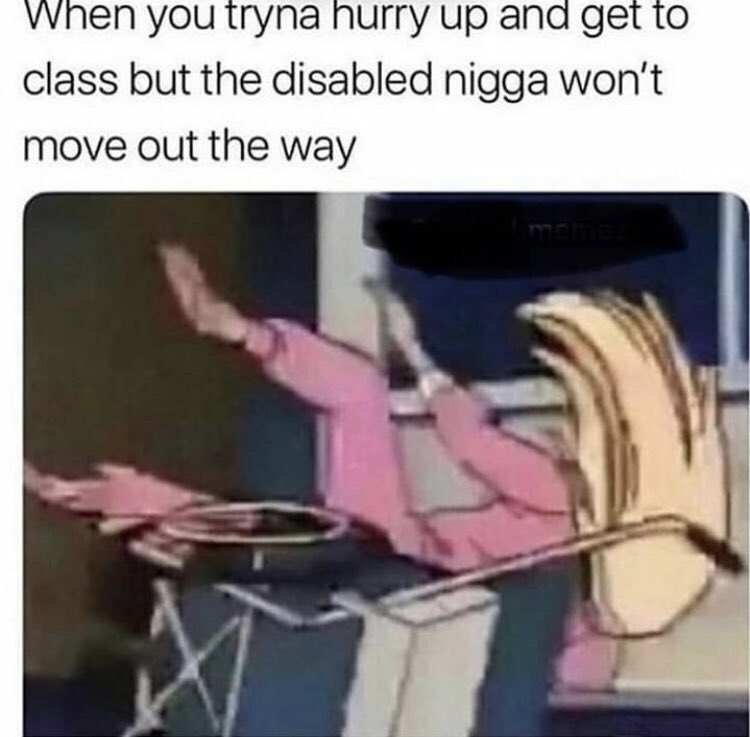 When you tryna hurry up and get to
class but the disabled nigga won't
move out the way